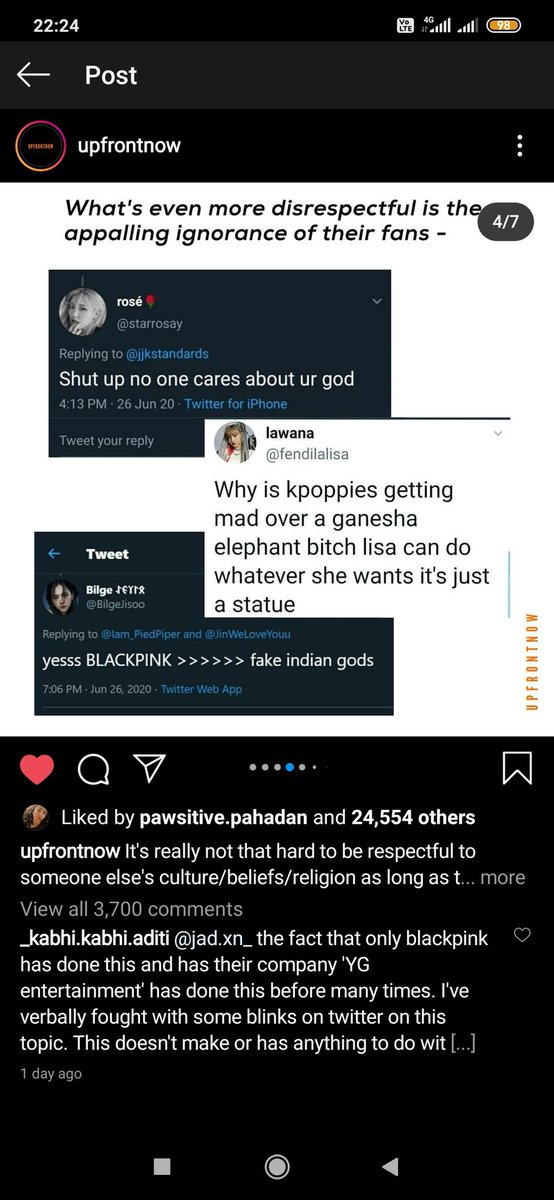 22:24
Vo
LTE
4G
98
Post
UPFRONTNOW
upfrontnow
What's even more disrespectful is the
appalling ignorance of their fans -
4/7
rosé🌹
@starrosay
Replying to @jjkstandards
Shut up no one cares about ur god
4:13 PM · 26 Jun 20 · Twitter for iPhone
Tweet your reply
lawana
@fendilalisa
Why is kpoppies getting
mad over a ganesha
elephant bitch lisa can do
whatever she wants it's just
a statue
Tweet
Bilge
@BilgeJisoo
Replying to @Iam_PiedPiper and @JinWeLoveYouu
yesss BLACKPINK >>>>>> fake indian gods
7:06 PM · Jun 26, 2020 · Twitter Web App
UPFRONTNOW
Liked by pawsitive.pahadan and 24,554 others
upfrontnow It's really not that hard to be respectful to
someone else's culture/beliefs/religion as long as t... more
View all 3,700 comments
_kabhi.kabhi.aditi @jad.xn_ the fact that only blackpink
has done this and has their company 'YG
entertainment' has done this before many times. I've
verbally fought with some blinks on twitter on this
topic. This doesn't make or has anything to do wit [...]
1 day ago